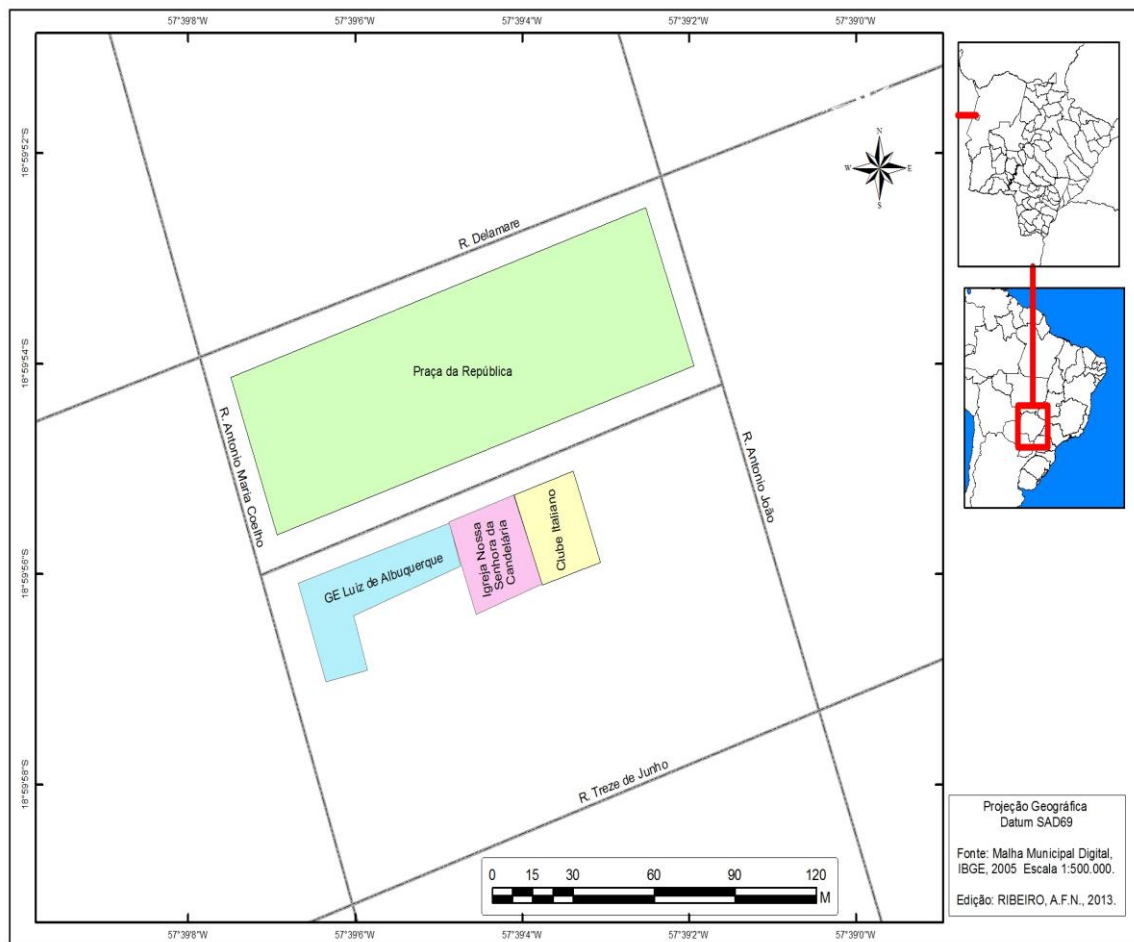 57°39'8"W
57°39'6"W
57°39'4"W
57°39'2"W
57°39'0"W
18°59'52"S
18°59'54"S
18°59'56"S
18°59'58"S
N
W
E
S
R. Delamare
Praça da República
R. Antonio Maria Coelho
R. Antonio João
GE Luiz de Albuquerque
Igreja Nossa
Senhora da
Candelária
Clube Italiano
R. Treze de Junho
0 15 30 60 90 120
M
57°39'8"W
57°39'6"W
57°39'4"W
57°39'2"W
57°39'0"W
Projeção Geográfica
Datum SAD69
Fonte: Malha Municipal Digital,
IBGE, 2005 Escala 1:500.000.
Edição: RIBEIRO, A.F.N., 2013.